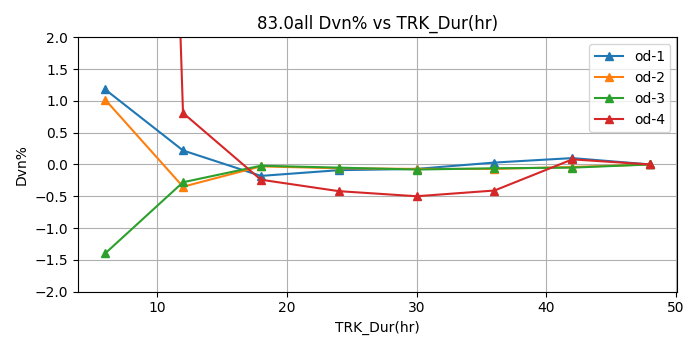 83.0all Dvn% vs TRK_Dur(hr)
2.0
1.5
1.0
0.5
0.0
−0.5
−1.0
−1.5
−2.0
Dvn%
od-1
od-2
od-3
od-4
10 20 30 40 50
TRK_Dur(hr)